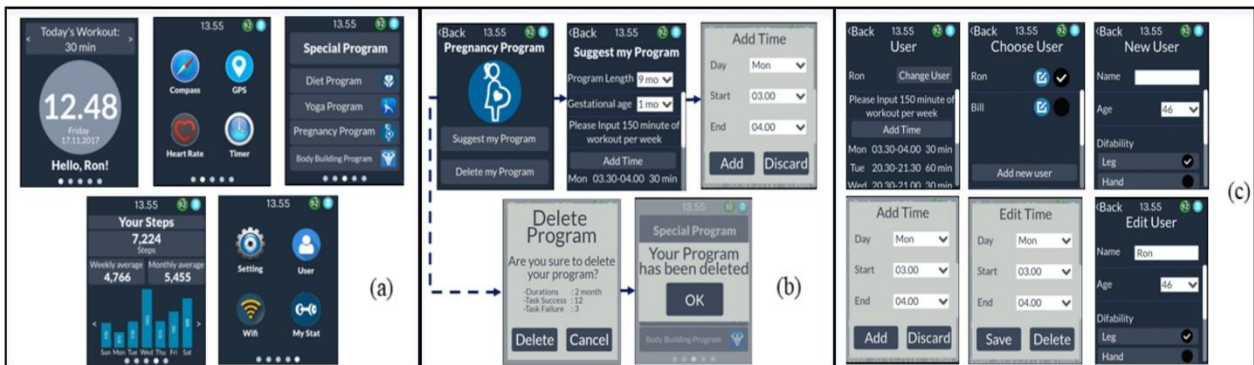 Today's Workout:
30 min
12.48
Friday
17.11.2017
Hello, Ron!
13.55
Compass
GPS
Heart Rate
Timer
13.55
Special Program
Diet Program
Yoga Program
Pregnancy Program
Body Building Program
13.55
Your Steps
7,224
Steps
Weekly average
Monthly average
4,766
5,455
Sun Mon Tue Wed Thu Fri Sat
13.55
Setting
User
Wifi
My Stat
(a)
<Back 13.55
Pregnancy Program
Suggest my Program
Delete my Program
<Back 13.55
Suggest my Program
Program Length 9 mo
Gestational age 1 mo
Please Input 150 minute of
workout per week
Add Time
Mon 03.30-04.00 30 min
Add Time
Day Mon
Start 03.00
End 04.00
Add Discard
Delete
Program
Are you sure to delete
your program?
-Durations : 2 month
-Task Success : 12
-Task Failure : 3
Delete Cancel
13.55
Special Program
Your Program
has been deleted
OK
Body Building Program
(b)
<Back 13.55
User
Ron Change User
Please Input 150 minute of
workout per week
Add Time
Mon 03.30-04.00 30 min
Tue 20.30-21.30 60 min
Wed 20.30-21.00 30 min
<Back 13.55
Choose User
Ron
Bill
Add new user
<Back 13.55
New User
Name
Age 46
Difability
Leg
Hand
Add Time
Day Mon
Start 03.00
End 04.00
Add Discard
Edit Time
Day Mon
Start 03.00
End 04.00
Save Delete
<Back 13.55
Edit User
Name Ron
Age 46
Difability
Leg
Hand
(c)